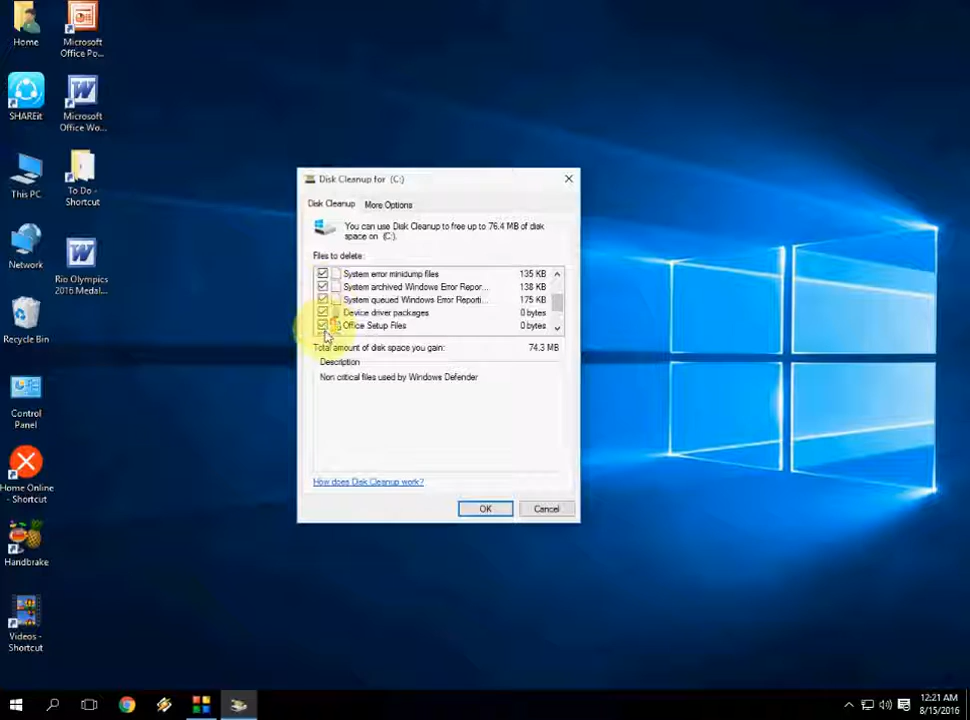 Home
Microsoft
Office Po...
SHAREit
Microsoft
Office Wo...
This PC
To Do -
Shortcut
Network
Rio Olympics
2016 Medal...
Recycle Bin
Control
Panel
Home Online
- Shortcut
Handbrake
Videos -
Shortcut
Disk Cleanup for (C:)
Disk Cleanup
More Options
You can use Disk Cleanup to free up to 76.4 MB of disk
space on (C:).
Files to delete:
System error minidump files 135 KB
System archived Windows Error Repor... 138 KB
System queued Windows Error Reporti... 175 KB
Device driver packages 0 bytes
Office Setup Files 0 bytes
Total amount of disk space you gain: 74.3 MB
Description
Non critical files used by Windows Defender
How does Disk Cleanup work?
OK
Cancel
12:21 AM
8/15/2016